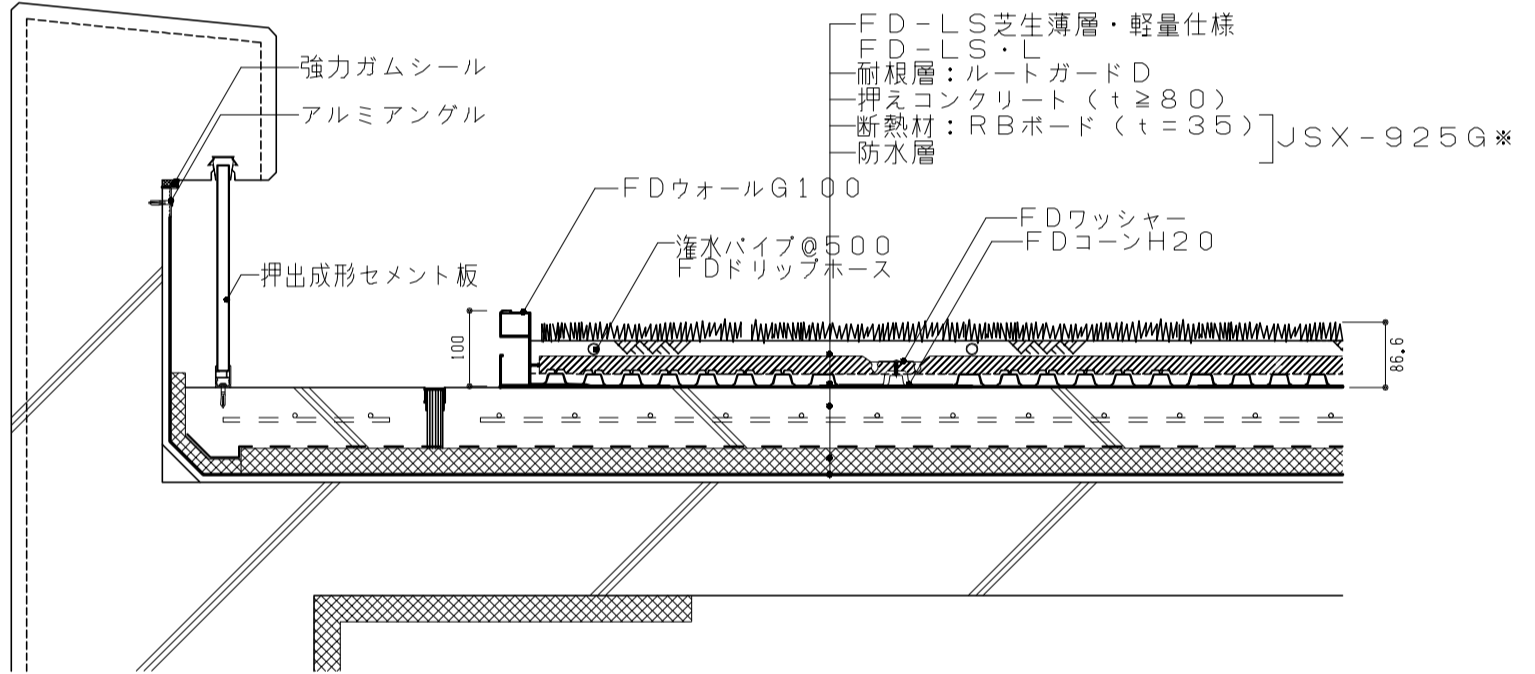 FD-LS芝生薄層・軽量仕様
FD-LS・L
耐根層：ルートガードD
押えコンクリート（t≥80）
断熱材：RBボード（t=35）
防水層
JSX-925G※
強力ガムシール
アルミアングル
FDウォールG100
潅水パイプ@500
FDドリップホース
FDワッシャー
FDコーンH20
押出成形セメント板
100
86.6